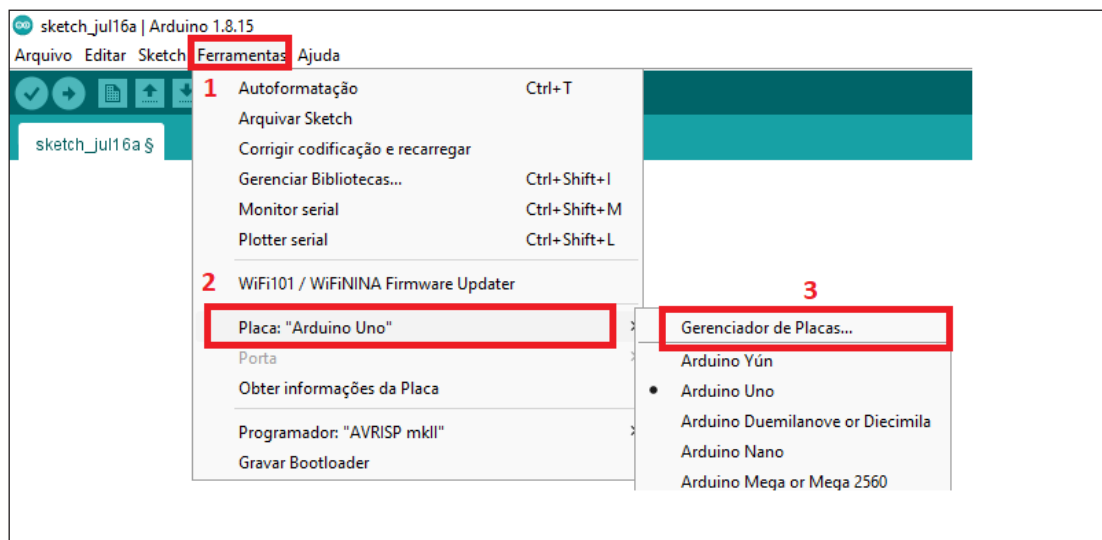 sketch_jul16a | Arduino 1.8.15
Arquivo Editar Sketch Ferramentas Ajuda
1 Autoformatação Ctrl+T
Arquivar Sketch
sketch_jul16a §
Corrigir codificação e recarregar
Gerenciar Bibliotecas... Ctrl+Shift+I
Monitor serial Ctrl+Shift+M
Plotter serial Ctrl+Shift+L
2 WiFi101 / WiFiNINA Firmware Updater
3
Placa: "Arduino Uno"
Gerenciador de Placas...
Porta
Arduino Yún
Obter informações da Placa
Arduino Uno
Arduino Duemilanove or Diecimila
Programador: "AVRISP mkII"
Arduino Nano
Gravar Bootloader
Arduino Mega or Mega 2560